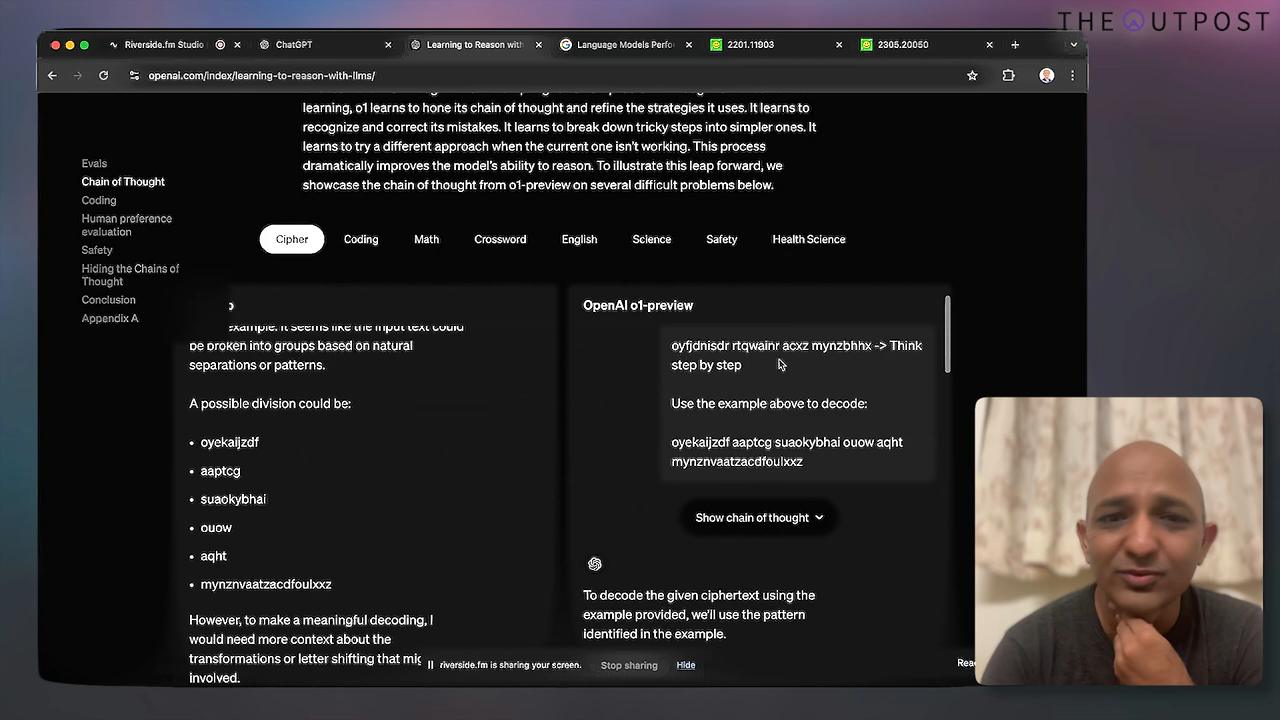 THE OUTPOST
Riverside.fm Studio
ChatGPT
Learning to Reason with
Language Models Perfo
2201.11903
2305.20050
openai.com/index/learning-to-reason-with-llms/
learning, o1 learns to hone its chain of thought and refine the strategies it uses. It learns to
recognize and correct its mistakes. It learns to break down tricky steps into simpler ones. It
learns to try a different approach when the current one isn't working. This process
dramatically improves the model's ability to reason. To illustrate this leap forward, we
showcase the chain of thought from o1-preview on several difficult problems below.
Evals
Chain of Thought
Coding
Human preference
evaluation
Safety
Hiding the Chains of
Thought
Conclusion
Appendix A
Cipher
Coding
Math
Crossword
English
Science
Safety
Health Science
example. It seems like the input text could
be broken into groups based on natural
separations or patterns.
A possible division could be:
• oyekaijzdf
• aaptcg
• suaokybhai
• ouow
• aqht
• mynznvaatzacdfoulxxz
However, to make a meaningful decoding, I
would need more context about the
transformations or letter shifting that mig
involved.
OpenAI o1-preview
oyfjdnisdr rtqwainr acxz mynzbhhx -> Think
step by step
Use the example above to decode:
oyekaijzdf aaptcg suaokybhai ouow aqht
mynznvaatzacdfoulxxz
Show chain of thought
To decode the given ciphertext using the
example provided, we'll use the pattern
identified in the example.
riverside.fm is sharing your screen.
Stop sharing
Hide
Rea